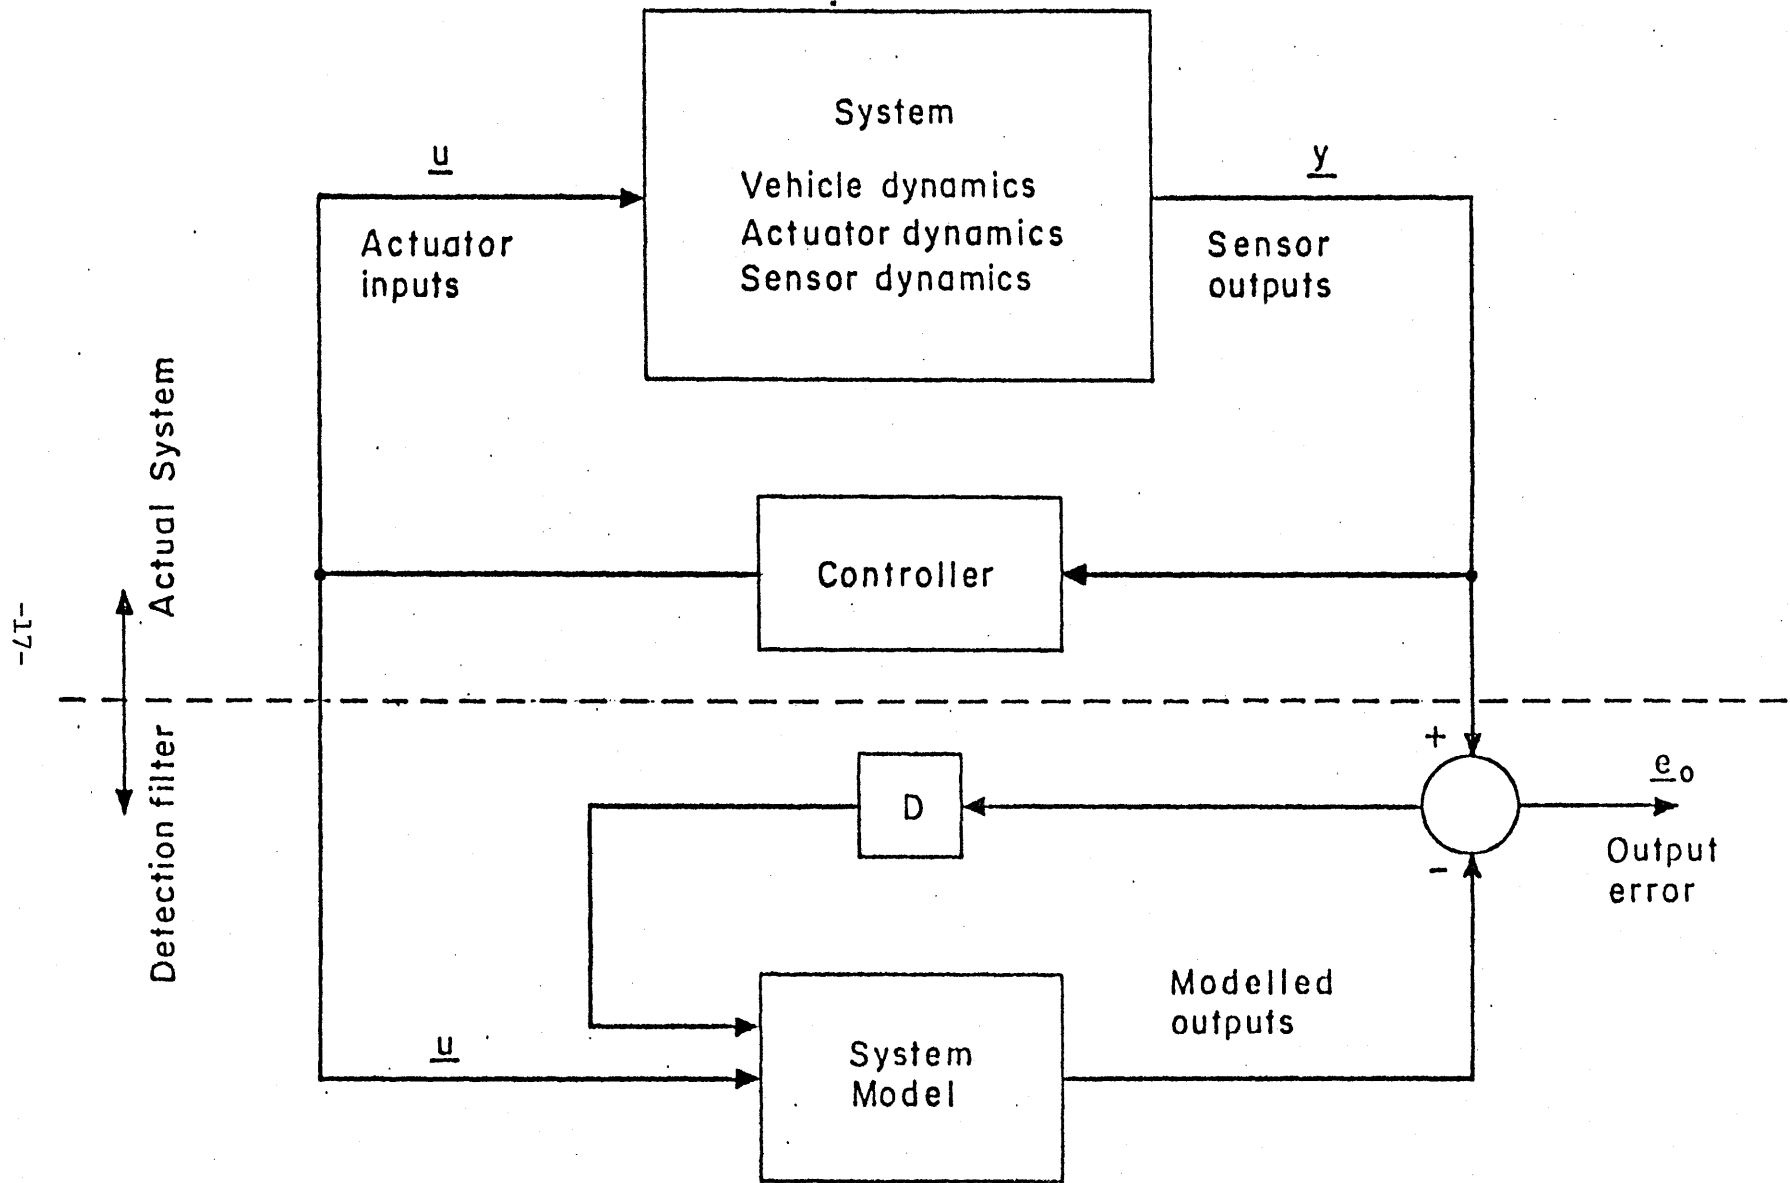 System
u
y
Vehicle dynamics
Actuator dynamics
Sensor dynamics
Actuator
inputs
Sensor
outputs
Actual System
Controller
-17-
Detection filter
+
D
e o
-
Output
error
Modelled
outputs
u
System
Model